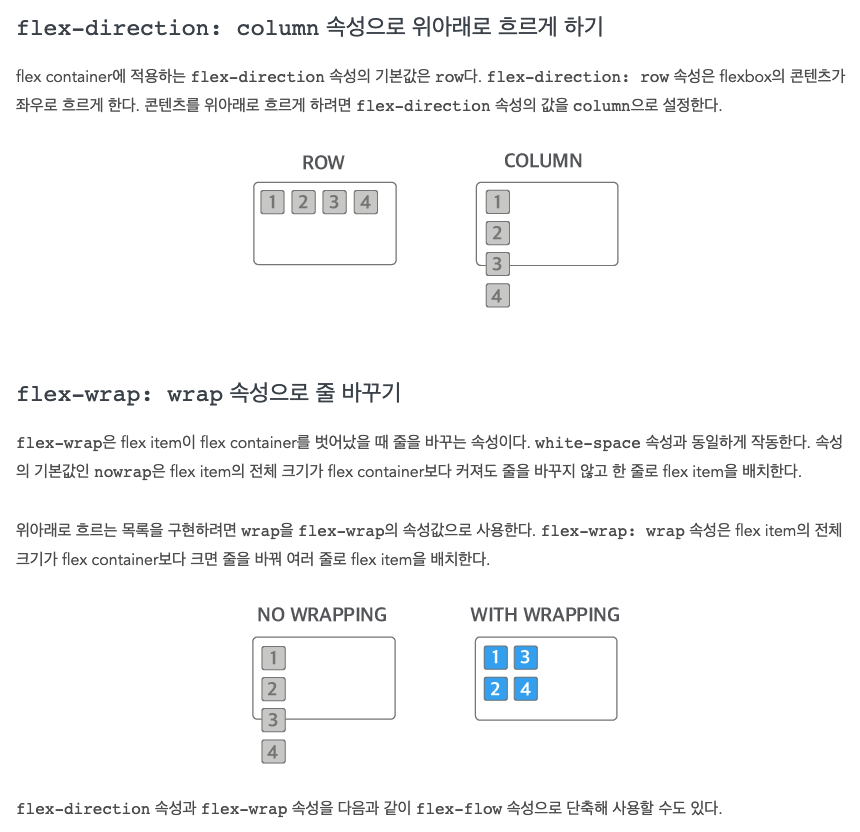 flex-direction: column 속성으로 위아래로 흐르게 하기
flex container에 적용하는 flex-direction 속성의 기본값은 row다. flex-direction: row 속성은 flexbox의 콘텐츠가
좌우로 흐르게 한다. 콘텐츠를 위아래로 흐르게 하려면 flex-direction 속성의 값을 column으로 설정한다.
ROW
1 2 3 4
COLUMN
1
2
3
4
flex-wrap: wrap 속성으로 줄 바꾸기
flex-wrap은 flex item이 flex container를 벗어났을 때 줄을 바꾸는 속성이다. white-space 속성과 동일하게 작동한다. 속성
의 기본값인 nowrap은 flex item의 전체 크기가 flex container보다 커져도 줄을 바꾸지 않고 한 줄로 flex item을 배치한다.
위아래로 흐르는 목록을 구현하려면 wrap을 flex-wrap의 속성값으로 사용한다. flex-wrap: wrap 속성은 flex item의 전체
크기가 flex container보다 크면 줄을 바꿔 여러 줄로 flex item을 배치한다.
NO WRAPPING
1
2
3
4
WITH WRAPPING
1 3
2 4
flex-direction 속성과 flex-wrap 속성을 다음과 같이 flex-flow 속성으로 단축해 사용할 수도 있다.